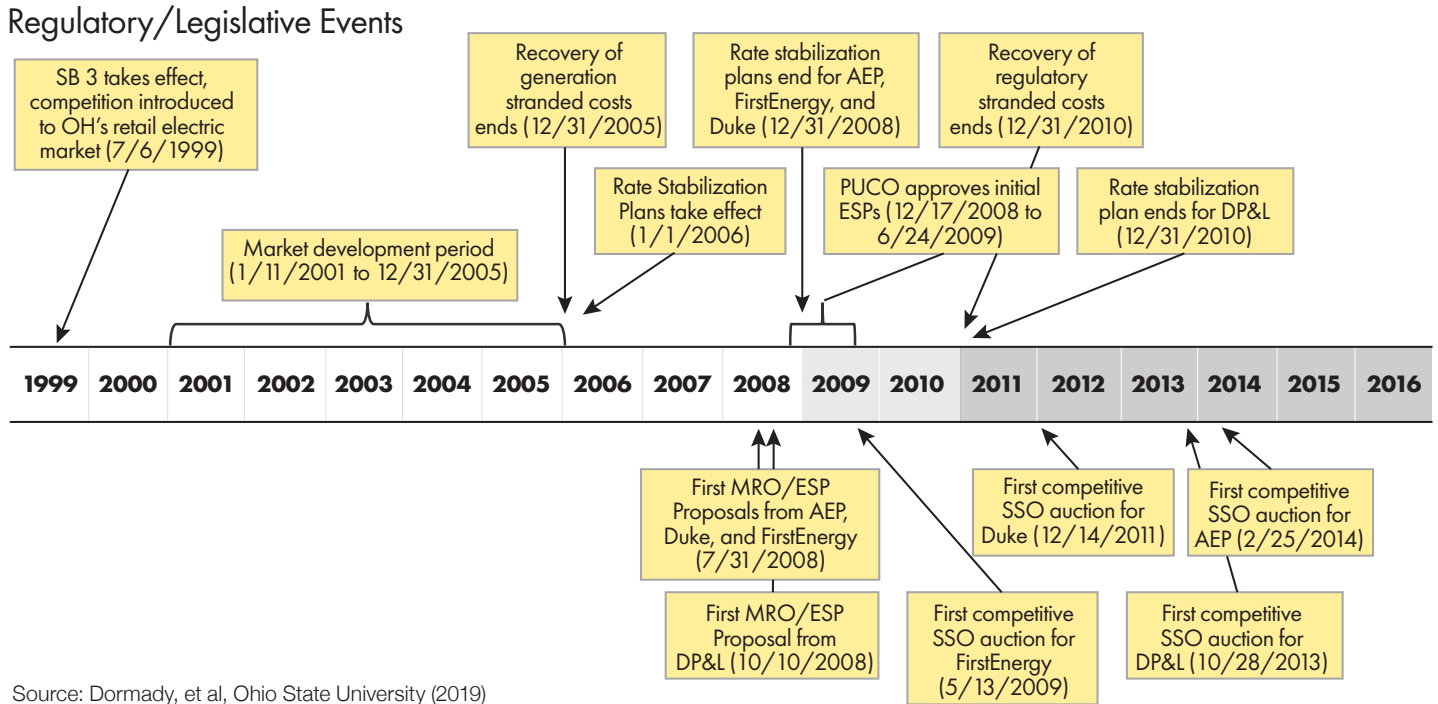 Regulatory/Legislative Events
SB 3 takes effect,
competition introduced
to OH's retail electric
market (7/6/1999)
Recovery of
generation
stranded costs
ends (12/31/2005)
Rate stabilization
plans end for AEP,
FirstEnergy, and
Duke (12/31/2008)
Recovery of
regulatory
stranded costs
ends (12/31/2010)
Market development period
(1/11/2001 to 12/31/2005)
Rate Stabilization
Plans take effect
(1/1/2006)
PUCO approves initial
ESPs (12/17/2008 to
6/24/2009)
Rate stabilization
plan ends for DP&L
(12/31/2010)
1999 2000 2001 2002 2003 2004 2005 2006 2007 2008 2009 2010 2011 2012 2013 2014 2015 2016
First MRO/ESP
Proposals from AEP,
Duke, and FirstEnergy
(7/31/2008)
First competitive
SSO auction for
Duke (12/14/2011)
First competitive
SSO auction for
AEP (2/25/2014)
First MRO/ESP
Proposal from
DP&L (10/10/2008)
First competitive
SSO auction for
FirstEnergy
(5/13/2009)
First competitive
SSO auction for
DP&L (10/28/2013)
Source: Dormady, et al, Ohio State University (2019)